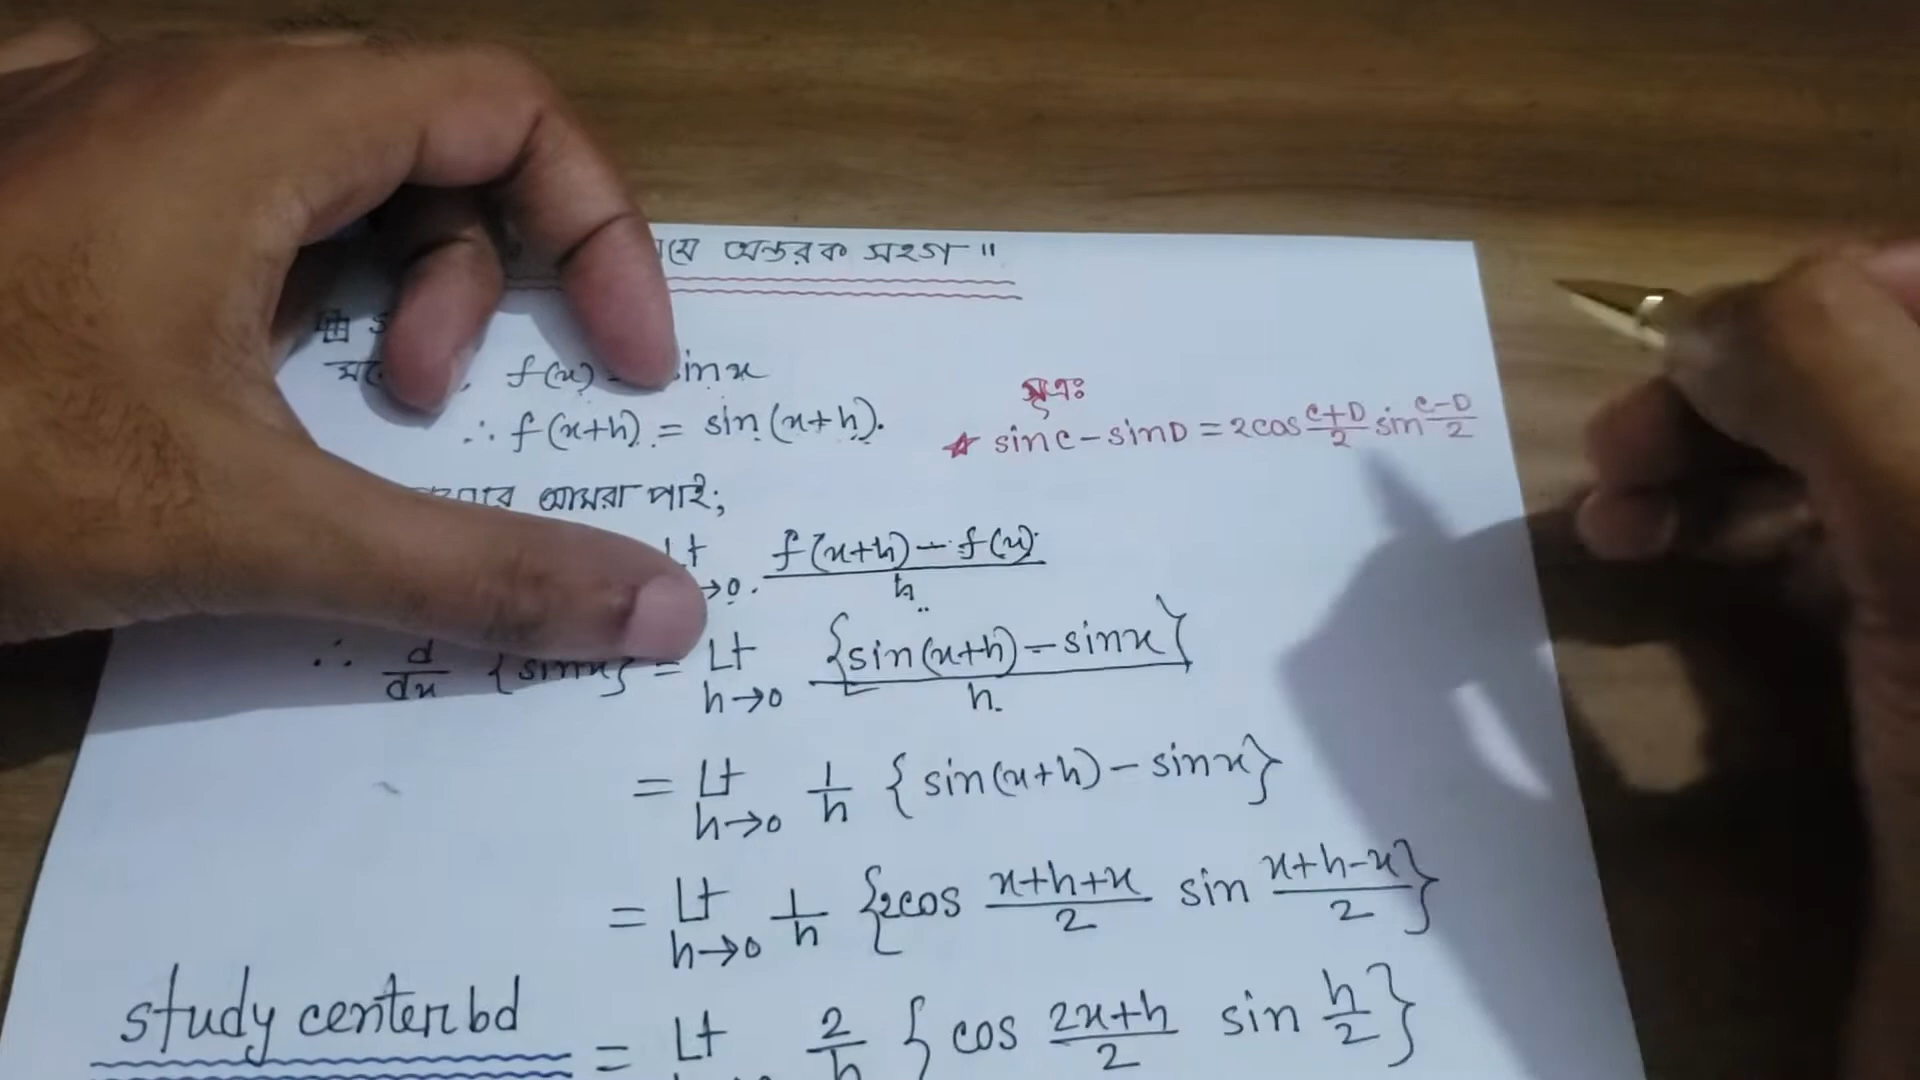 অন্তরক সহগ "
f(x) = sinx
∴ f(x+h) = sin(x+h).
সূত্রঃ
★ sinC - sinD = 2cos (C+D)/2 sin (C-D)/2
আমরা পাই;
Lt →0. (f(x+h) - f(x))/h
∴ d/dx {sinx} = Lt h→0 {sin(x+h) - sinx}/h.
= Lt h→0 1/h {sin(x+h) - sinx}
= Lt h→0 1/h {2cos (x+h+x)/2 sin (x+h-x)/2}
= Lt 2/h {cos (2x+h)/2 sin h/2}
study center bd